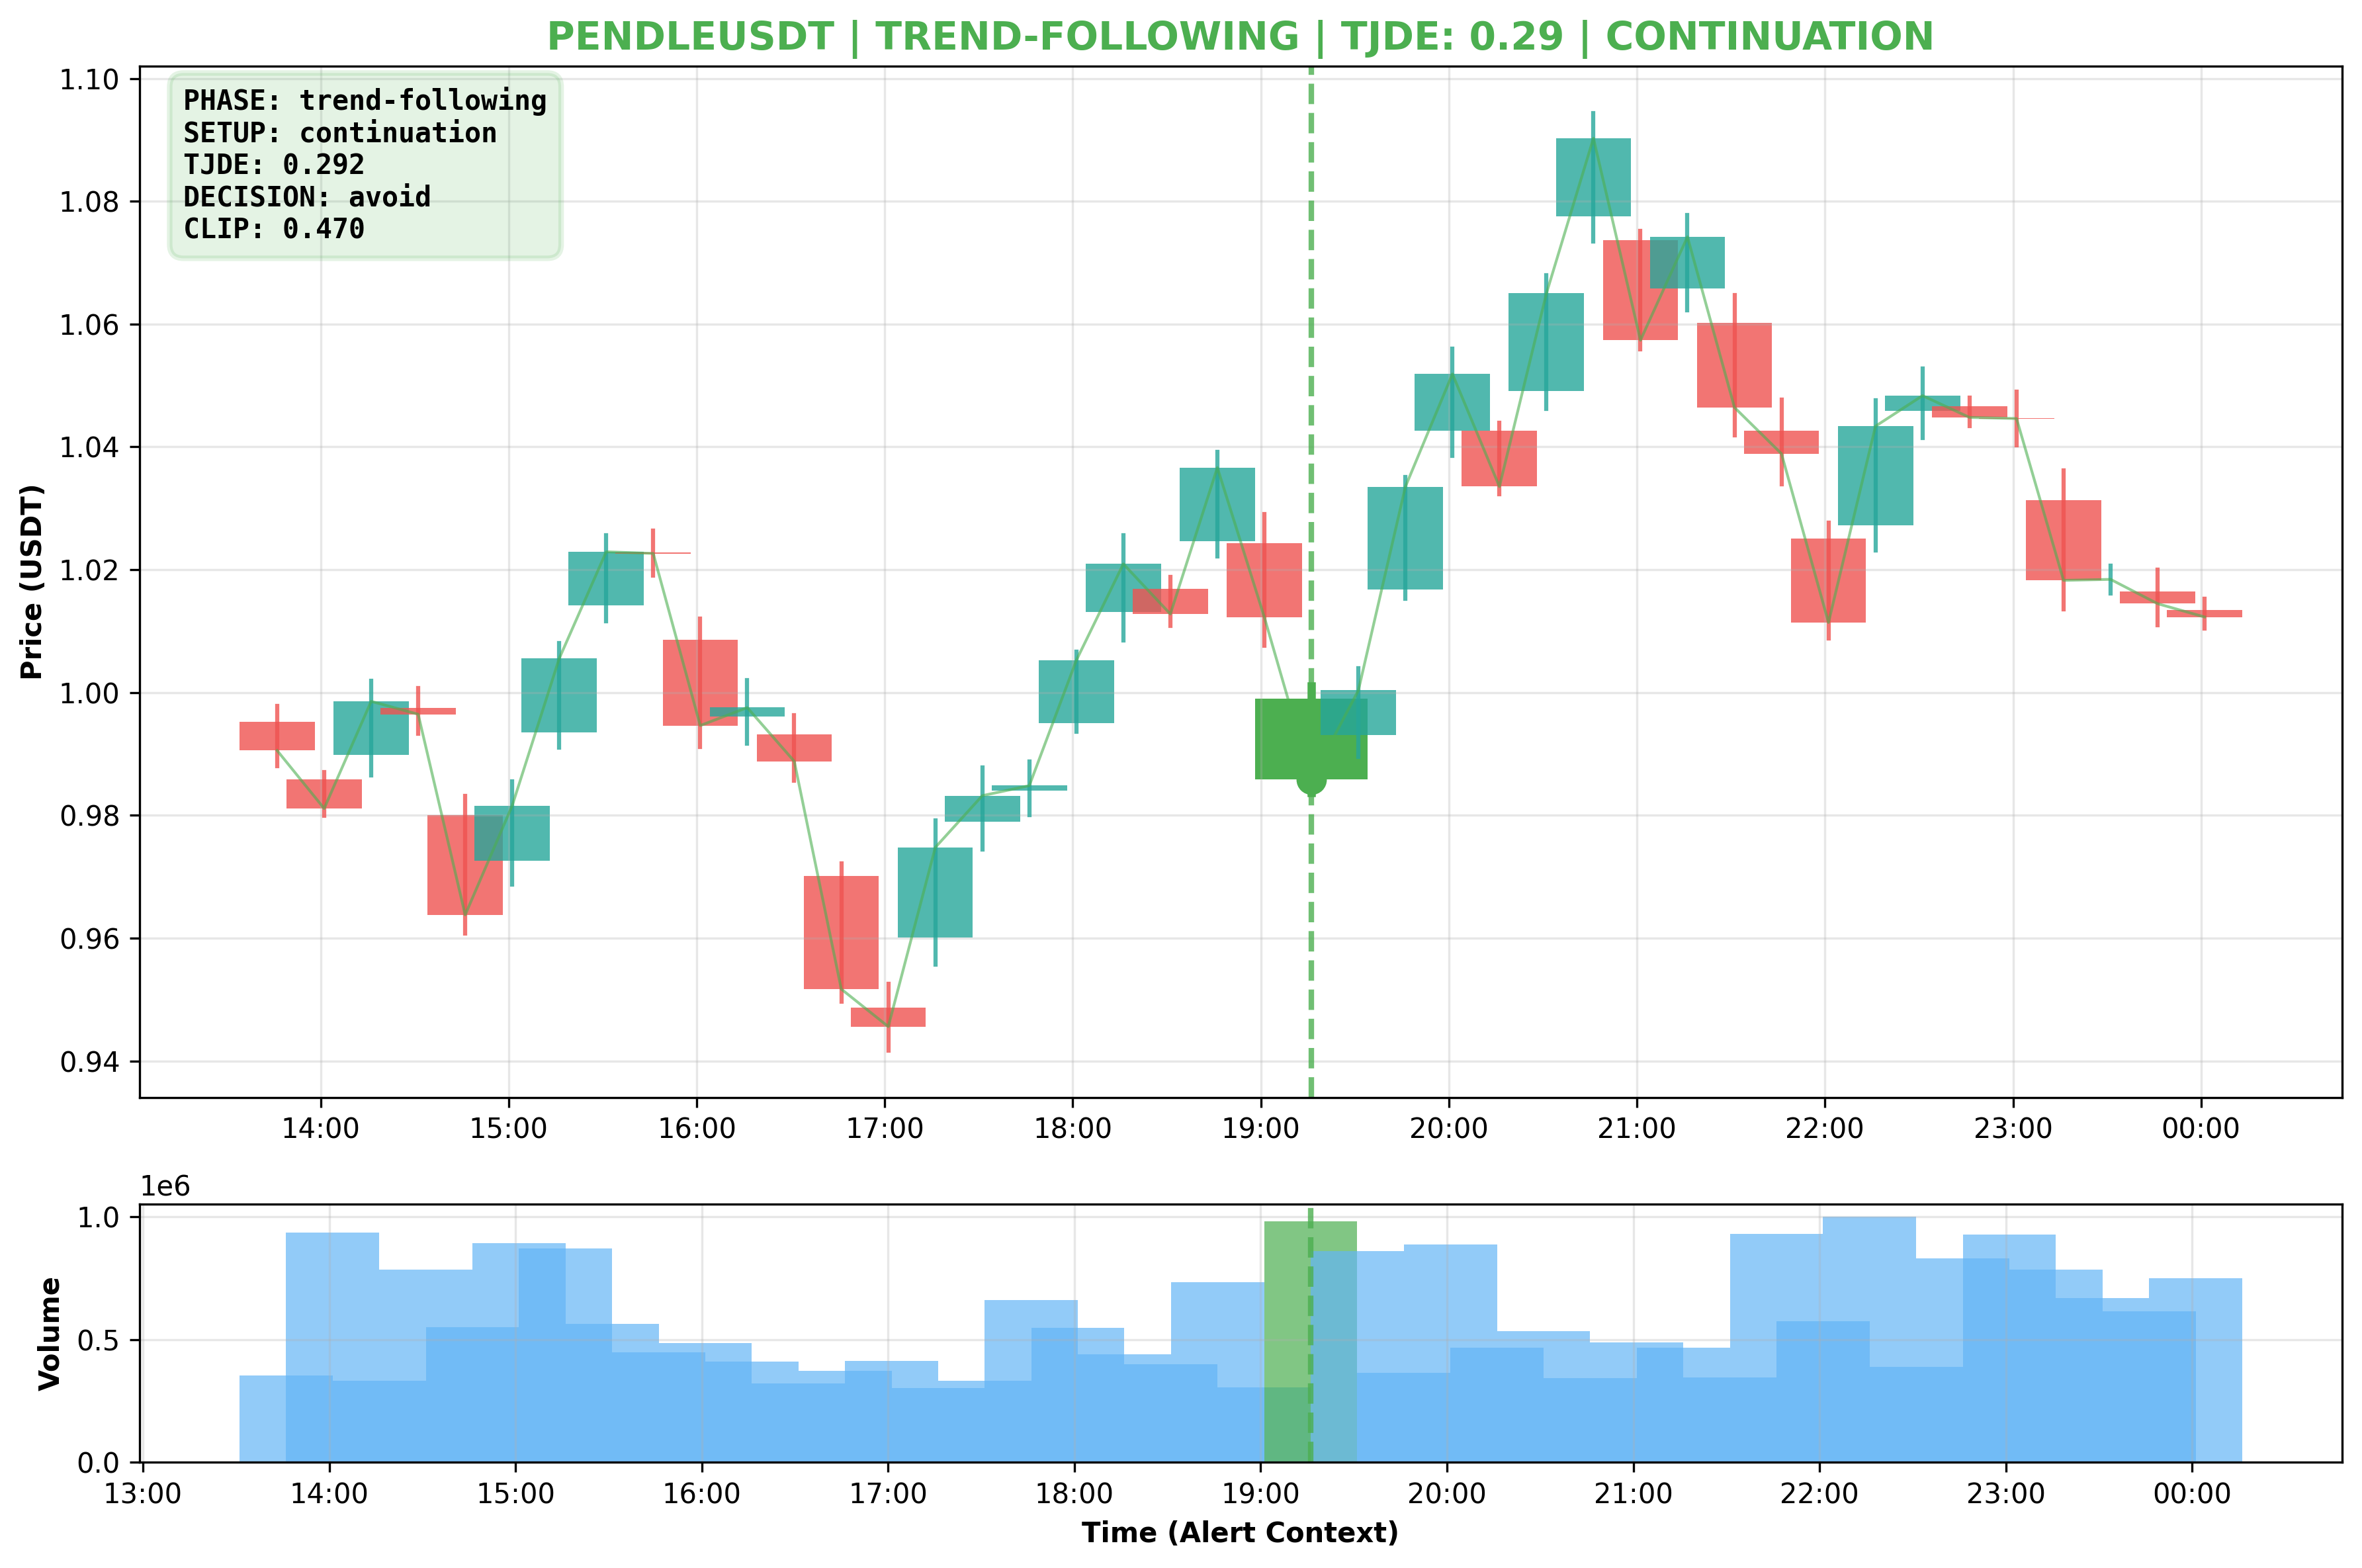 PENDLEUSDT | TREND-FOLLOWING | TJDE: 0.29 | CONTINUATION
PHASE: trend-following
SETUP: continuation
TJDE: 0.292
DECISION: avoid
CLIP: 0.470
Price (USDT)
1.10
1.08
1.06
1.04
1.02
1.00
0.98
0.96
0.94
14:00 15:00 16:00 17:00 18:00 19:00 20:00 21:00 22:00 23:00 00:00
1e6
Volume
1.0
0.5
0.0
13:00 14:00 15:00 16:00 17:00 18:00 19:00 20:00 21:00 22:00 23:00 00:00
Time (Alert Context)